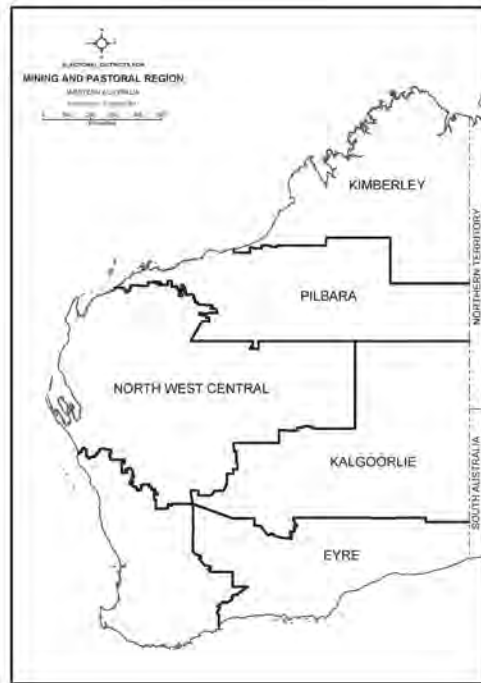 ELECTORAL DISTRICTS FOR
MINING AND PASTORAL REGION
WESTERN AUSTRALIA
KIMBERLEY
NORTHERN TERRITORY
PILBARA
NORTH WEST CENTRAL
KALGOORLIE
SOUTH AUSTRALIA
EYRE